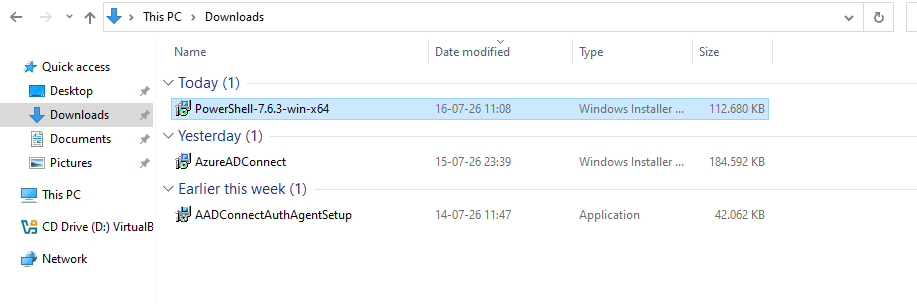 This PC > Downloads
Name Date modified Type Size
Quick access
Desktop
Downloads
Documents
Pictures
This PC
CD Drive (D:) VirtualB
Network
Today (1)
PowerShell-7.6.3-win-x64 16-07-26 11:08 Windows Installer ... 112.680 KB
Yesterday (1)
AzureADConnect 15-07-26 23:39 Windows Installer ... 184.592 KB
Earlier this week (1)
AADConnectAuthAgentSetup 14-07-26 11:47 Application 42.062 KB